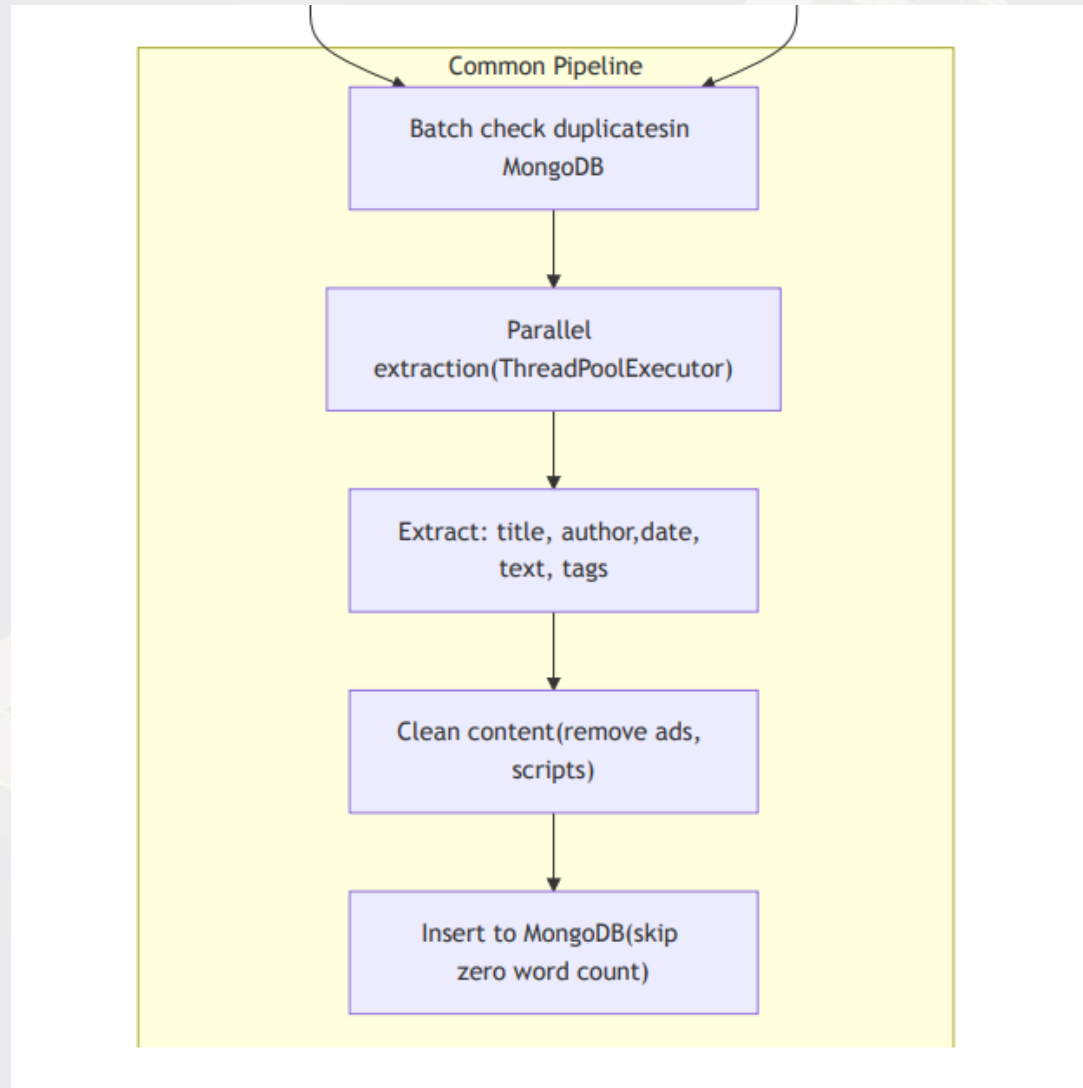 Common Pipeline
Batch check duplicatesin
MongoDB
Parallel
extraction(ThreadPoolExecutor)
Extract: title, author,date,
text, tags
Clean content(remove ads,
scripts)
Insert to MongoDB(skip
zero word count)